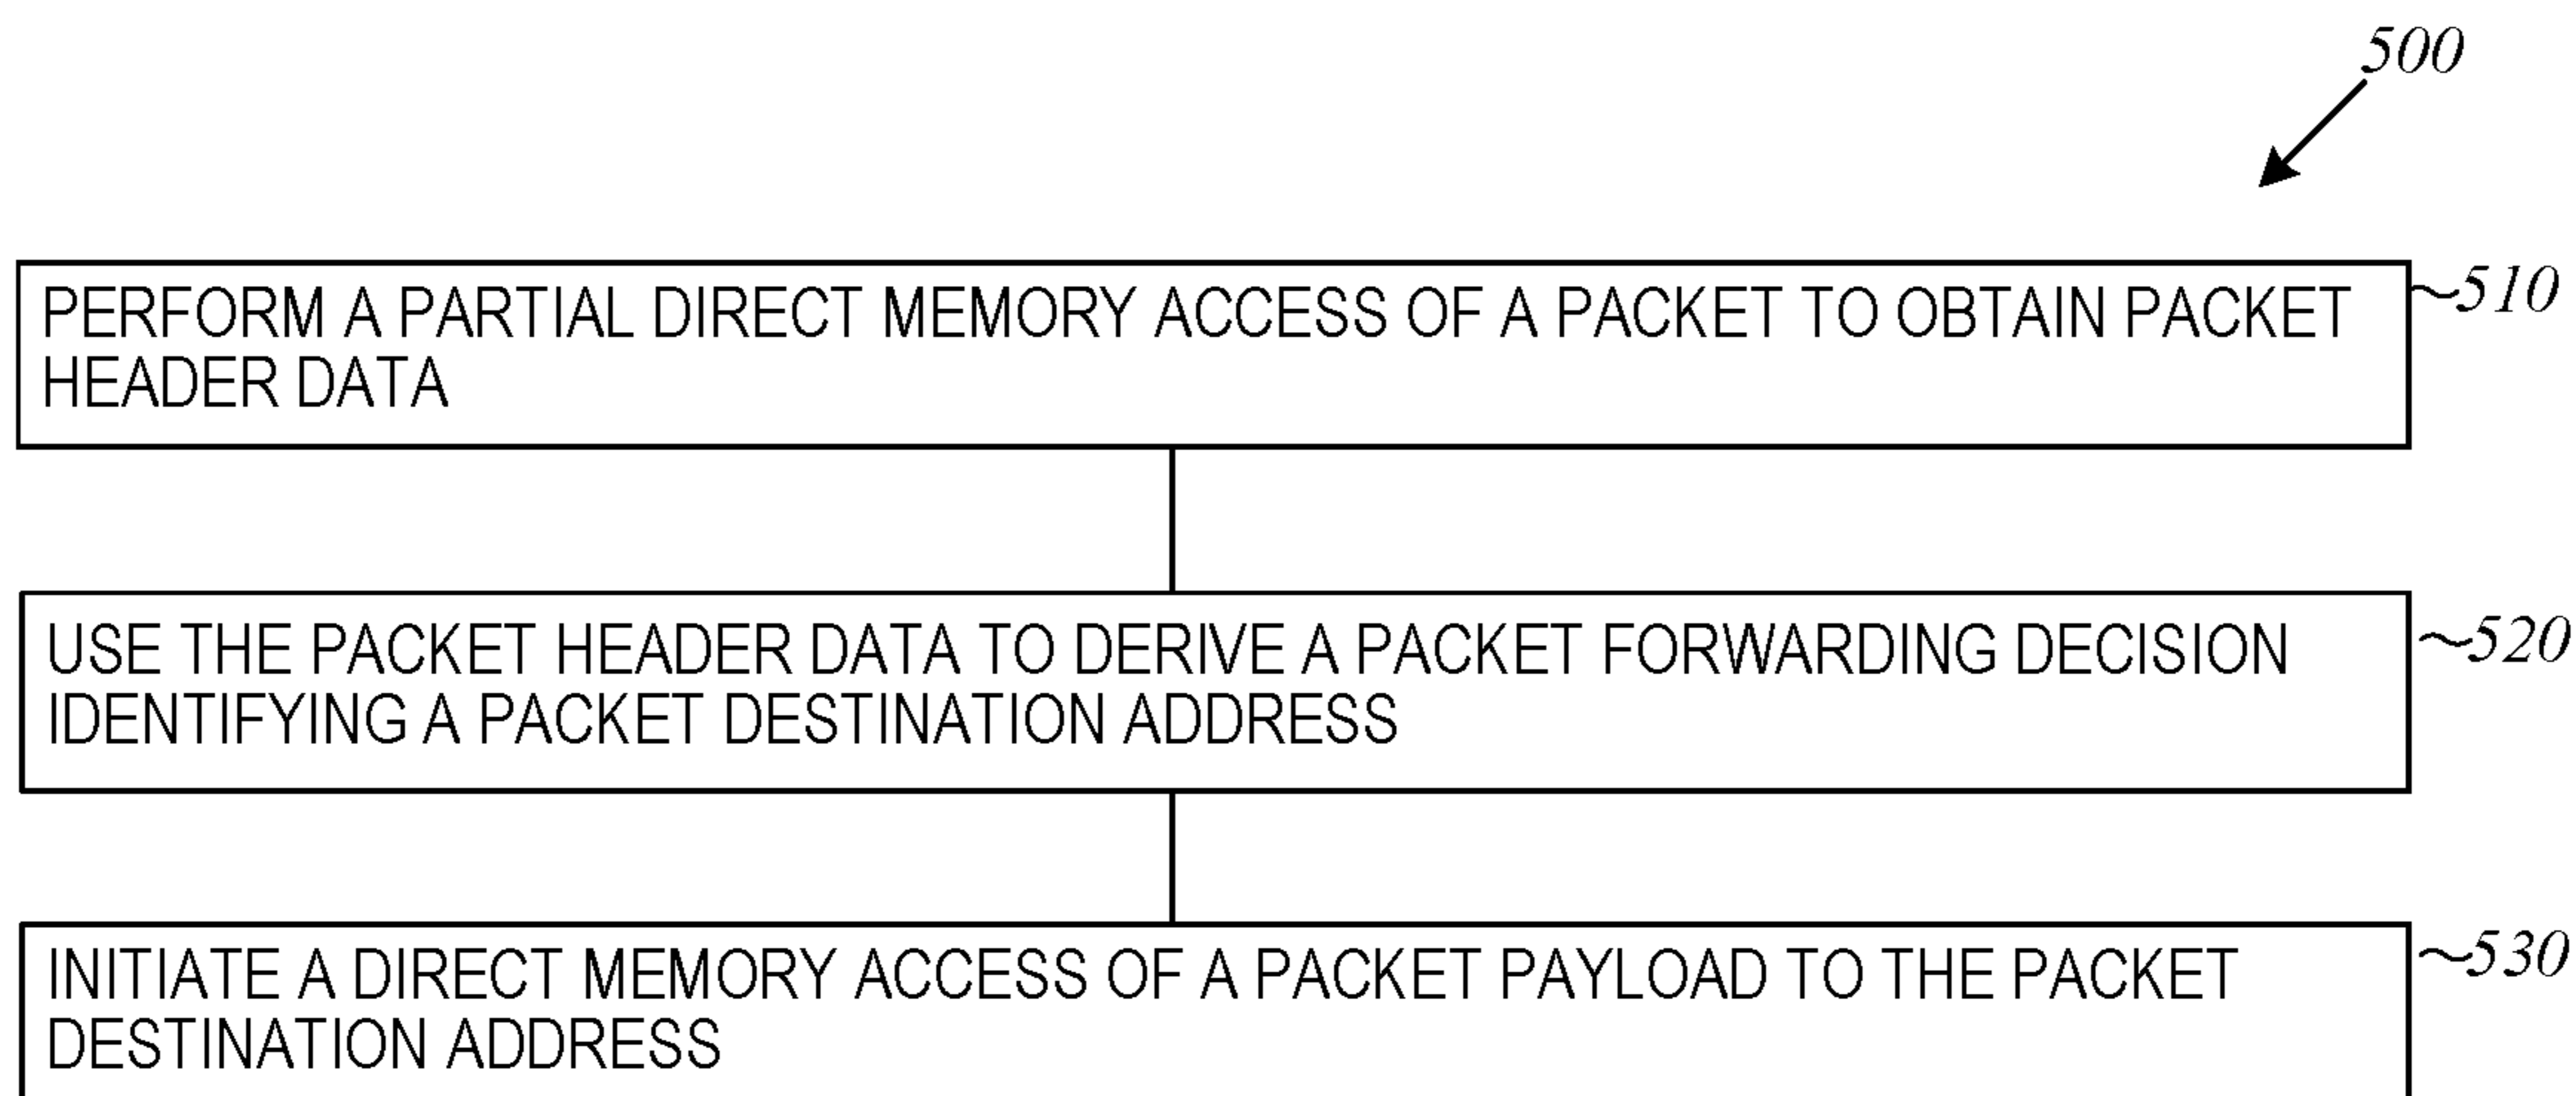 500
PERFORM A PARTIAL DIRECT MEMORY ACCESS OF A PACKET TO OBTAIN PACKET
HEADER DATA
510
USE THE PACKET HEADER DATA TO DERIVE A PACKET FORWARDING DECISION
IDENTIFYING A PACKET DESTINATION ADDRESS
520
INITIATE A DIRECT MEMORY ACCESS OF A PACKET PAYLOAD TO THE PACKET
DESTINATION ADDRESS
530